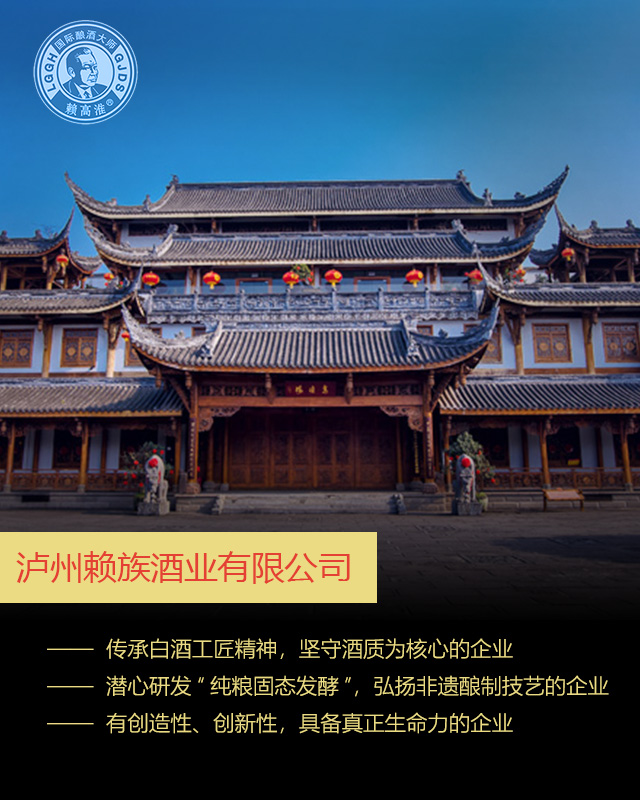 国际酿酒大师
LGGH
GJDS
赖高淮®
泸州赖族酒业有限公司
—— 传承白酒工匠精神，坚守酒质为核心的企业
—— 潜心研发“纯粮固态发酵”，弘扬非遗酿制技艺的企业
—— 有创造性、创新性，具备真正生命力的企业